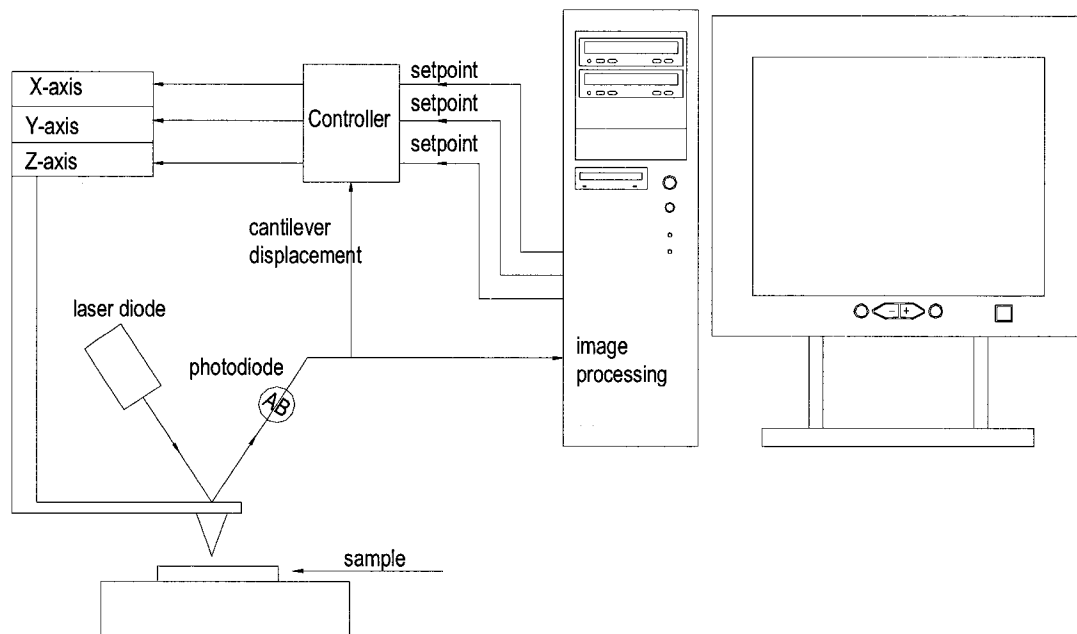 X-axis
Y-axis
Z-axis
Controller
setpoint
setpoint
setpoint
cantilever
displacement
laser diode
photodiode
AB
image
processing
sample
- +